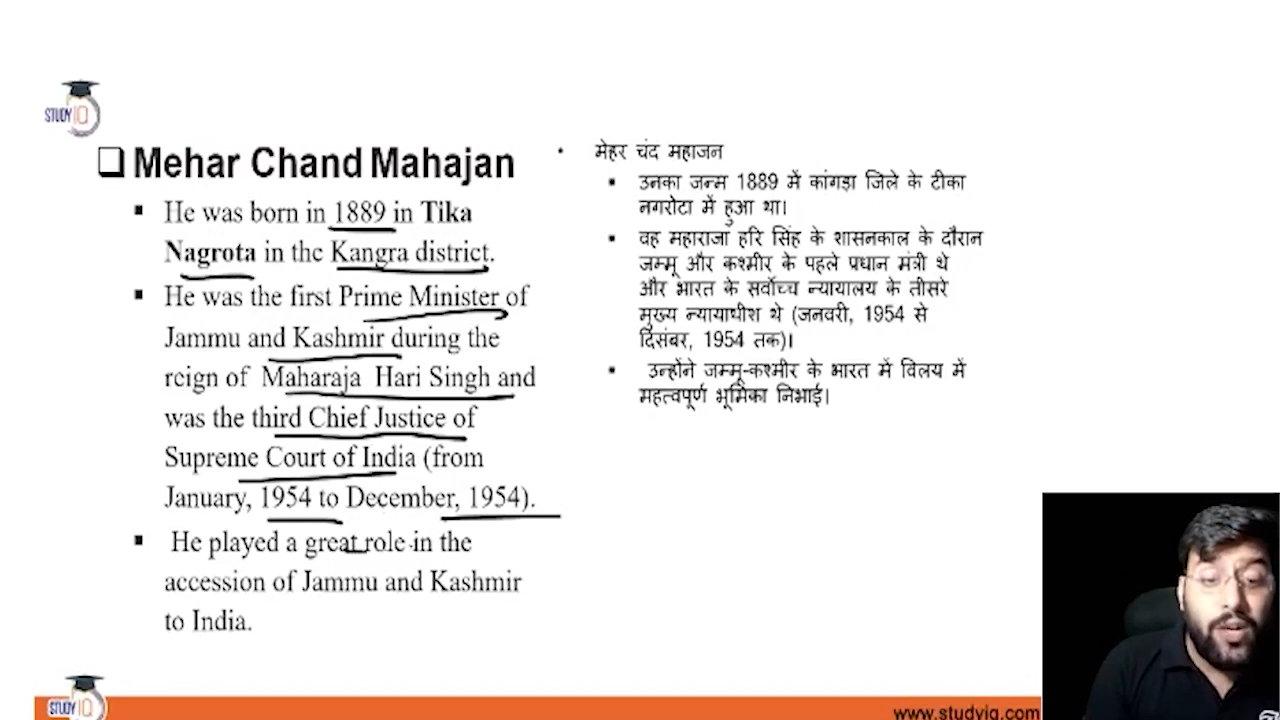 STUDY IQ
Mehar Chand Mahajan
He was born in 1889 in Tika
Nagrota in the Kangra district.
He was the first Prime Minister of
Jammu and Kashmir during the
reign of Maharaja Hari Singh and
was the third Chief Justice of
Supreme Court of India (from
January, 1954 to December, 1954).
He played a great role in the
accession of Jammu and Kashmir
to India.
मेहर चंद महाजन
उनका जन्म 1889 में कांगड़ा जिले के टीका
नगरोटा में हुआ था।
वह महाराजा हरि सिंह के शासनकाल के दौरान
जम्मू और कश्मीर के पहले प्रधान मंत्री थे
और भारत के सर्वोच्च न्यायालय के तीसरे
मुख्य न्यायाधीश थे (जनवरी, 1954 से
दिसंबर, 1954 तक)।
उन्होंने जम्मू-कश्मीर के भारत में विलय में
महत्वपूर्ण भूमिका निभाई।
STUDY IQ
www.studyiq.com